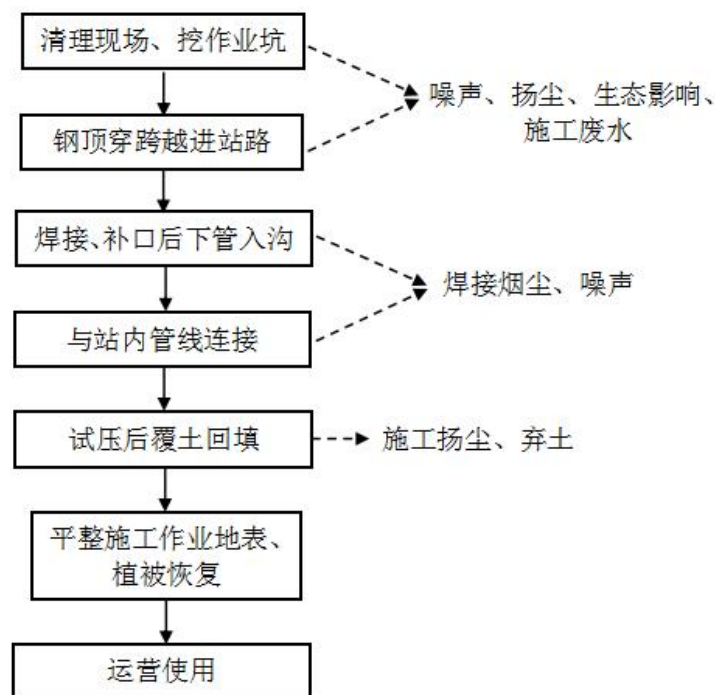 清理现场、挖作业坑
噪声、扬尘、生态影响、
施工废水
钢顶穿跨越进站路
焊接、补口后下管入沟
焊接烟尘、噪声
与站内管线连接
试压后覆土回填
施工扬尘、弃土
平整施工作业地表、
植被恢复
运营使用